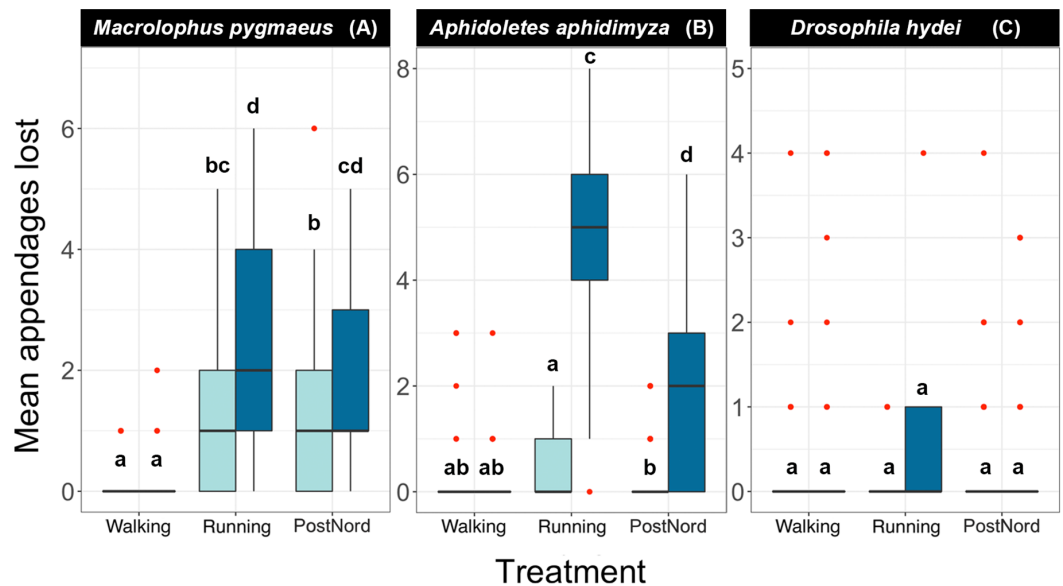 Macrolophus pygmaeus (A)
Aphidoletes aphidimyza (B)
Drosophila hydei (C)
Mean appendages lost
6
4
2
0
d
bc
cd
b
a a
Walking Running PostNord
8
6
4
2
0
c
d
a
ab ab
b
Walking Running PostNord
5
4
3
2
1
0
a
a a a a a
Walking Running PostNord
Treatment